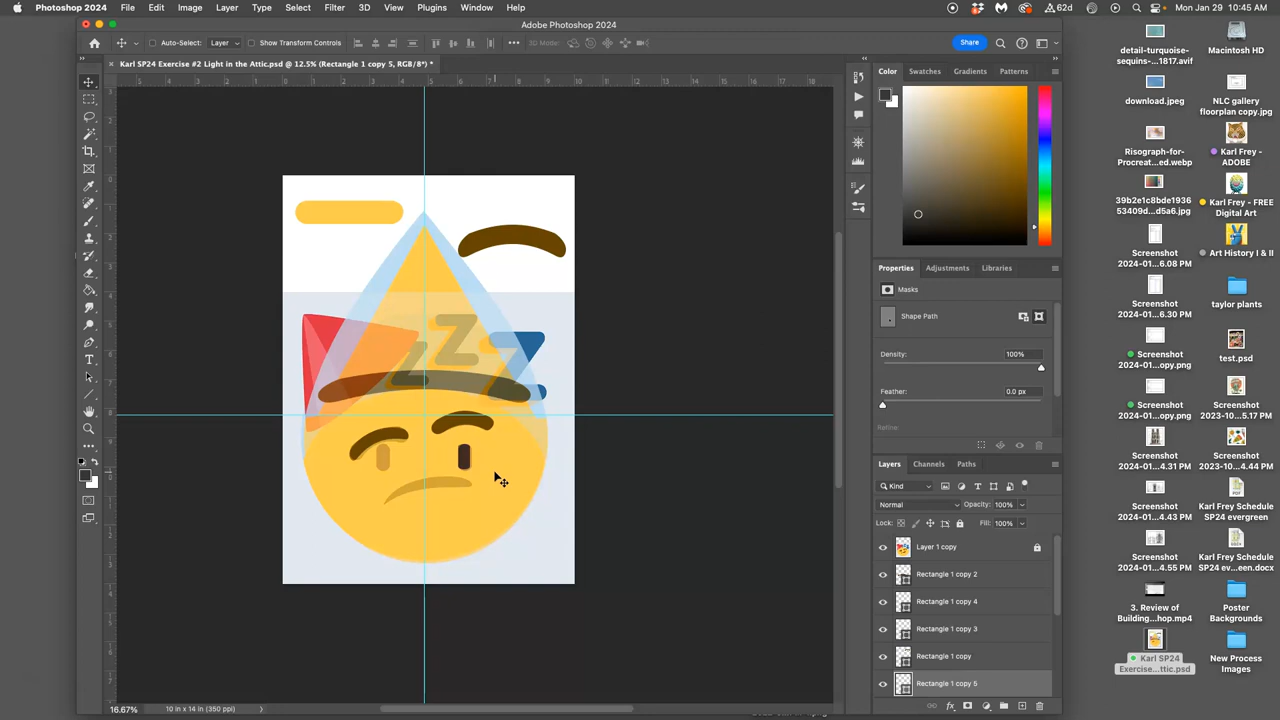 Photoshop 2024 File Edit Image Layer Type Select Filter 3D View Plugins Window Help 62d Mon Jan 29 10:45 AM
Adobe Photoshop 2024
Auto-Select: Layer Show Transform Controls 3D Mode: Share
Karl SP24 Exercise #2 Light in the Attic.psd @ 12.5% (Rectangle 1 copy 5, RGB/8*) *
Color Swatches Gradients Patterns
Properties Adjustments Libraries
Masks
Shape Path
Density: 100%
Feather: 0.0 px
Refine:
Layers Channels Paths
Kind
Normal Opacity: 100%
Lock: Fill: 100%
Layer 1 copy
Rectangle 1 copy 2
Rectangle 1 copy 4
Rectangle 1 copy 3
Rectangle 1 copy
Rectangle 1 copy 5
16.67% 10 in x 14 in (350 ppi)
detail-turquoise-
sequins-...1817.avif
download.jpeg
Risograph-for-
Procreat...ed.webp
39b2e1c8bde1936
53409d...d5a6.jpg
Screenshot
2024-01...6.08 PM
Screenshot
2024-01...6.30 PM
Screenshot
2024-01...opy.png
Screenshot
2024-01...opy.png
Screenshot
2024-01...4.31 PM
Screenshot
2024-01...4.43 PM
Screenshot
2024-01...4.55 PM
3. Review of
Building...hop.mp4
Karl SP24
Exercise...ttic.psd
Macintosh HD
NLC gallery
floorplan copy.jpg
Karl Frey -
ADOBE
Karl Frey - FREE
Digital Art
Art History I & II
taylor plants
test.psd
Screenshot
2023-10...5.17 PM
Screenshot
2023-10...4.44 PM
Karl Frey Schedule
SP24 evergreen
Karl Frey Schedule
SP24 ev...een.docx
Poster
Backgrounds
New Process
Images